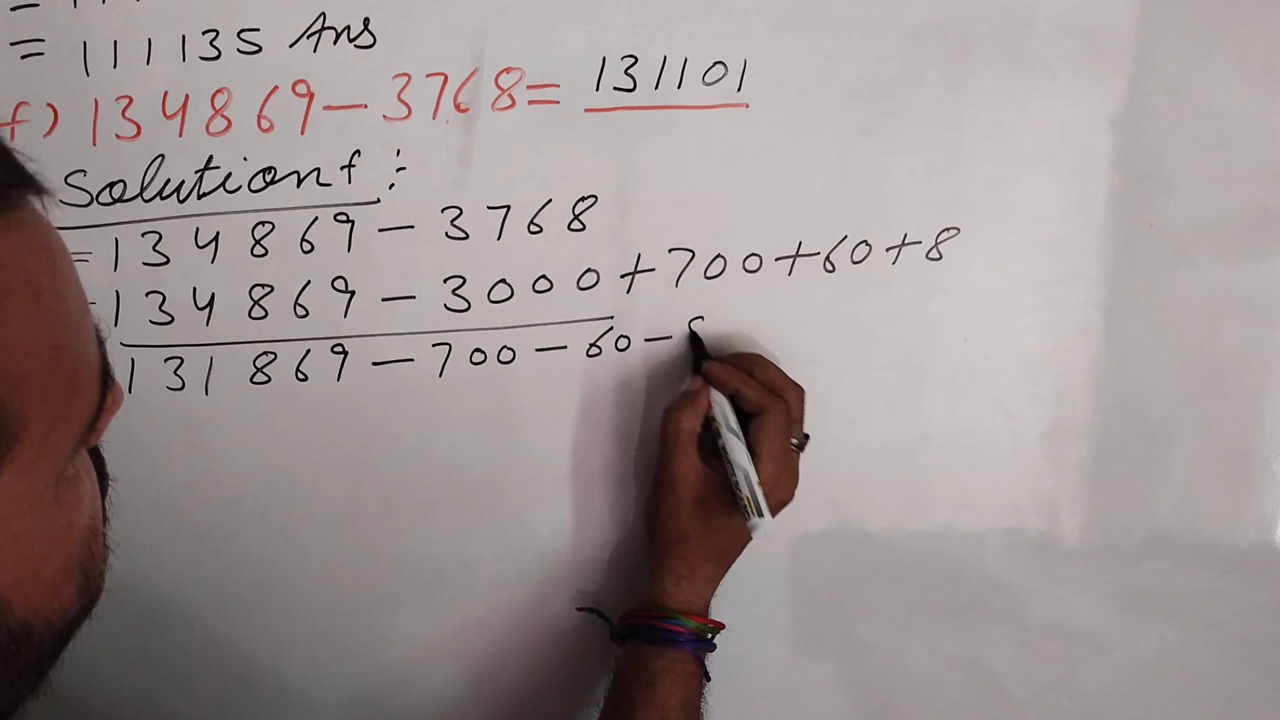 = 111135 Ans
f) 134869-3768= 131101
Solution f :-
=134869-3768
134869-3000+700+60+8
131869-700-60-